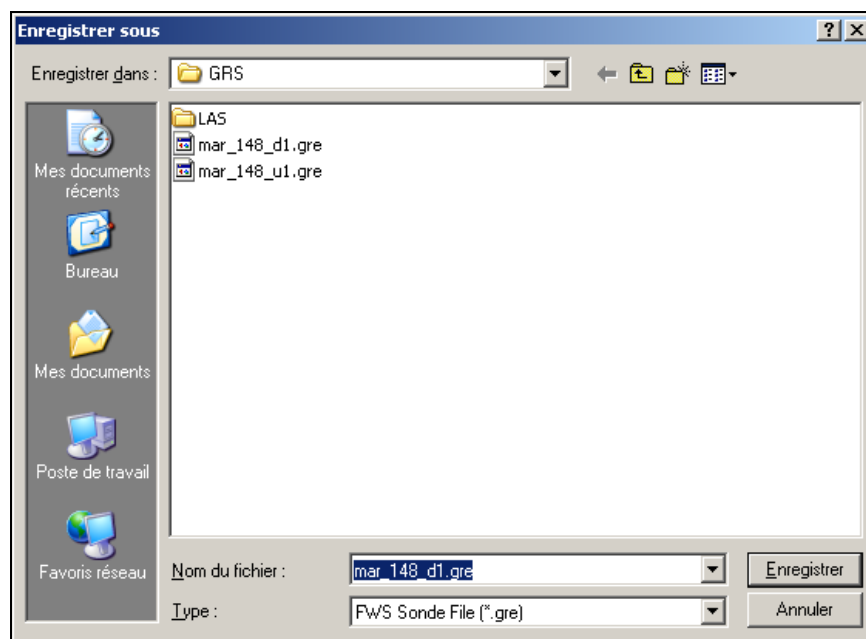 Enregistrer sous
Enregistrer dans :
GRS
Mes documents
récents
Bureau
Mes documents
Poste de travail
Favoris réseau
LAS
mar_148_d1.gre
mar_148_u1.gre
Nom du fichier :
mar_148_d1.gre
Enregistrer
Type :
FWS Sonde File (*.gre)
Annuler